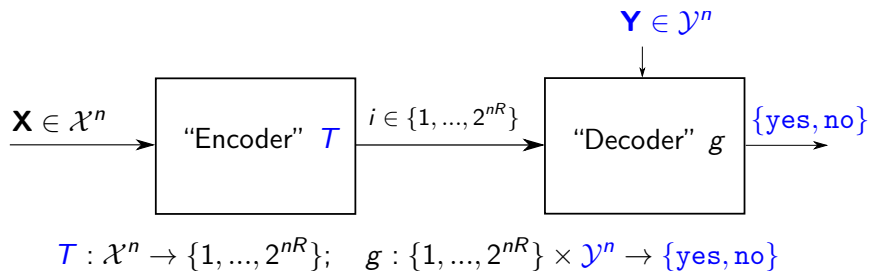 𝐘 ∈ 𝒴ⁿ
𝐗 ∈ 𝒳ⁿ
“Encoder” T
i ∈ {1, ..., 2ⁿᴿ}
“Decoder” g
{yes, no}
T : 𝒳ⁿ → {1, ..., 2ⁿᴿ}; g : {1, ..., 2ⁿᴿ} × 𝒴ⁿ → {yes, no}